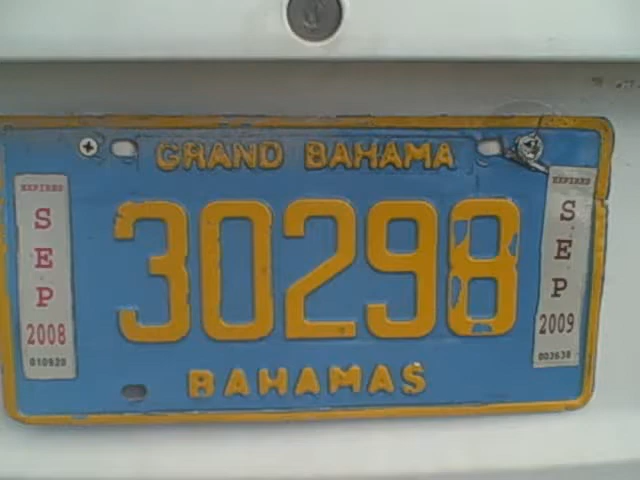 GRAND BAHAMA
EXPIRES
SEP
2008
010920
30298
EXPIRES
SEP
2009
003638
BAHAMAS